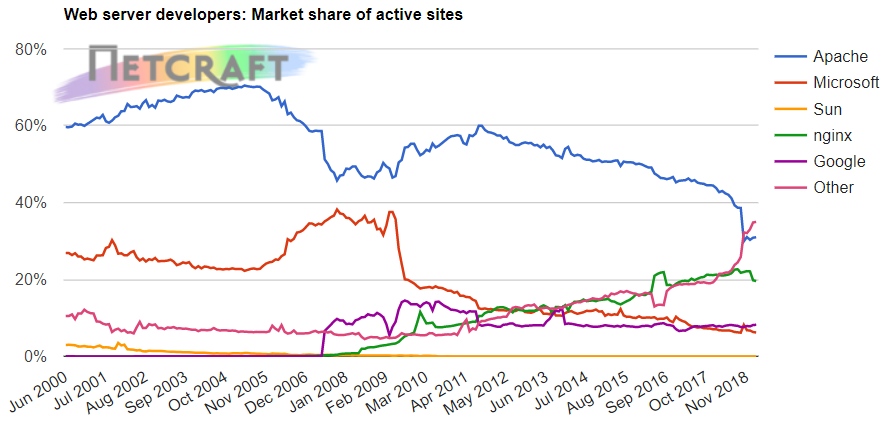 Web server developers: Market share of active sites
80%
NETCRAFT
60%
40%
20%
0%
Apache
Microsoft
Sun
nginx
Google
Other
Jun 2000
Jul 2001
Aug 2002
Sep 2003
Oct 2004
Nov 2005
Dec 2006
Jan 2008
Feb 2009
Mar 2010
Apr 2011
May 2012
Jun 2013
Jul 2014
Aug 2015
Sep 2016
Oct 2017
Nov 2018